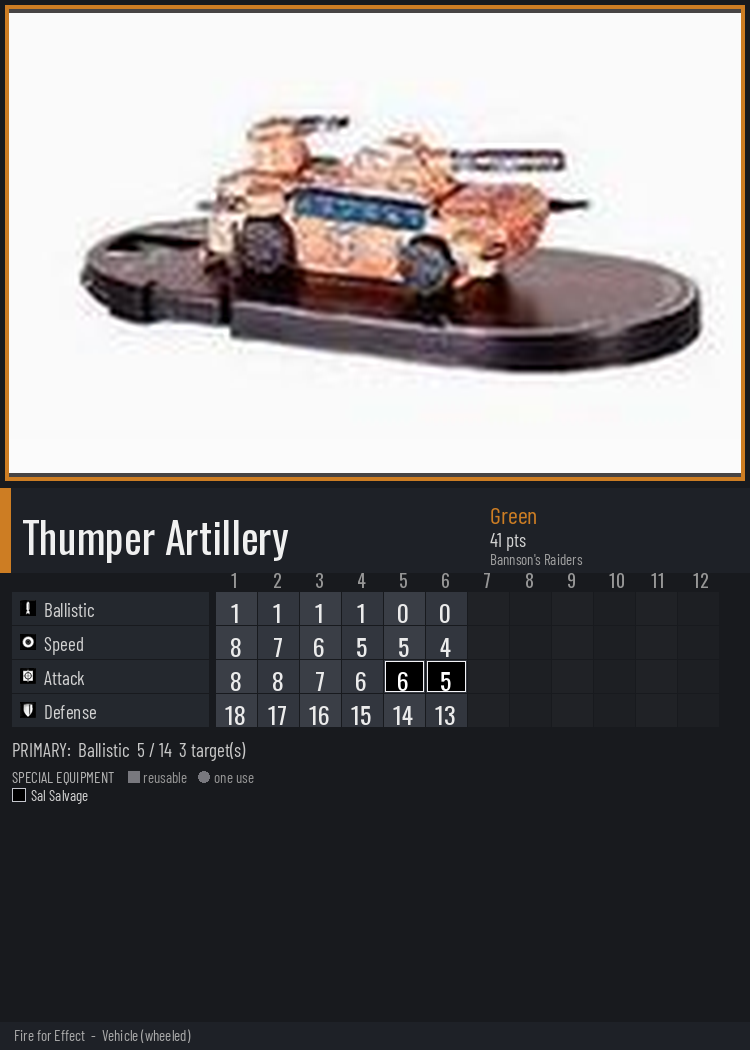 Thumper Artillery
Green
41 pts
Bannson's Raiders
1 2 3 4 5 6 7 8 9 10 11 12
Ballistic 1 1 1 1 0 0
Speed 8 7 6 5 5 4
Attack 8 8 7 6 6 5
Defense 18 17 16 15 14 13
PRIMARY: Ballistic 5 / 14 3 target(s)
SPECIAL EQUIPMENT reusable one use
Sal Salvage
Fire for Effect - Vehicle (wheeled)